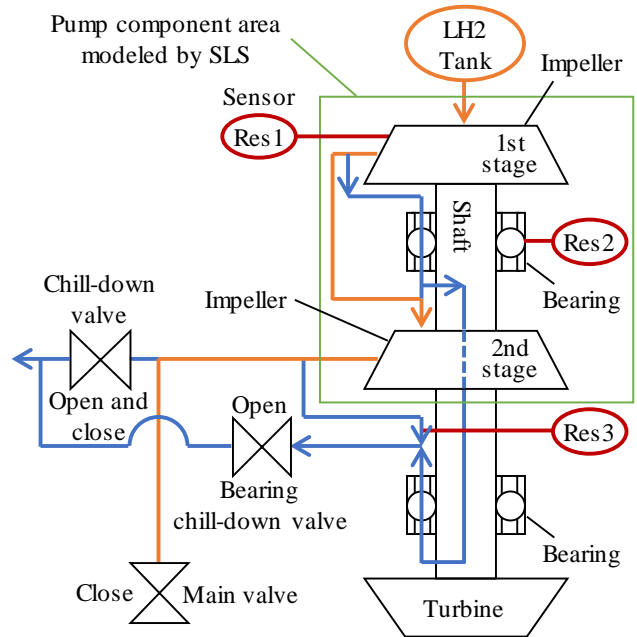 Pump component area
modeled by SLS
LH2
Tank
Impeller
Sensor
Res1
1st
stage
Shaft
Res2
Bearing
Chill-down
valve
Impeller
2nd
stage
Open and
close
Open
Res3
Bearing
chill-down valve
Bearing
Close
Main valve
Turbine